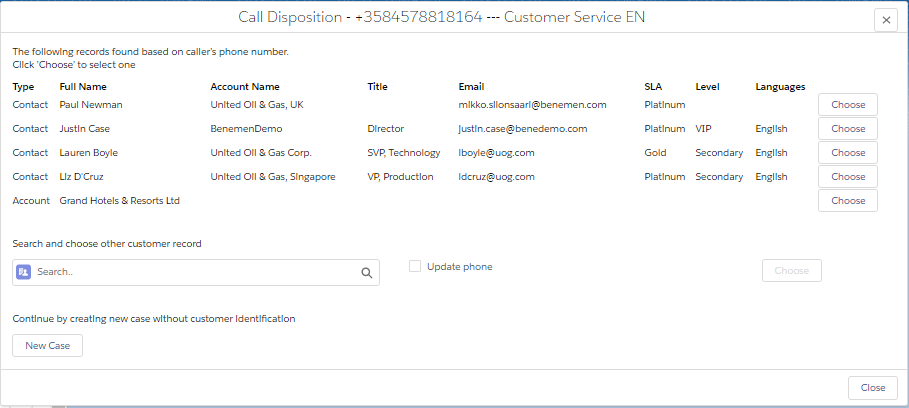 Call Disposition - +3584578818164 --- Customer Service EN
×
The following records found based on caller's phone number.
Click 'Choose' to select one
Type Full Name Account Name Title Email SLA Level Languages
Contact Paul Newman United Oil & Gas, UK mikko.silonsaari@benemen.com Platinum Choose
Contact Justin Case BenemenDemo Director justin.case@benedemo.com Platinum VIP English Choose
Contact Lauren Boyle United Oil & Gas Corp. SVP, Technology lboyle@uog.com Gold Secondary English Choose
Contact Liz D'Cruz United Oil & Gas, Singapore VP, Production ldcruz@uog.com Platinum Secondary English Choose
Account Grand Hotels & Resorts Ltd Choose
Search and choose other customer record
Search.. Update phone Choose
Continue by creating new case without customer identification
New Case
Close